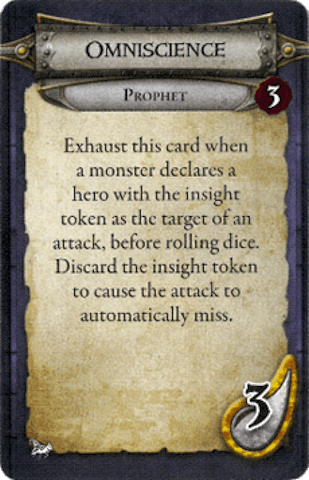 Omniscience
Prophet
3
Exhaust this card when
a monster declares a
hero with the insight
token as the target of an
attack, before rolling dice.
Discard the insight token
to cause the attack to
automatically miss.
3